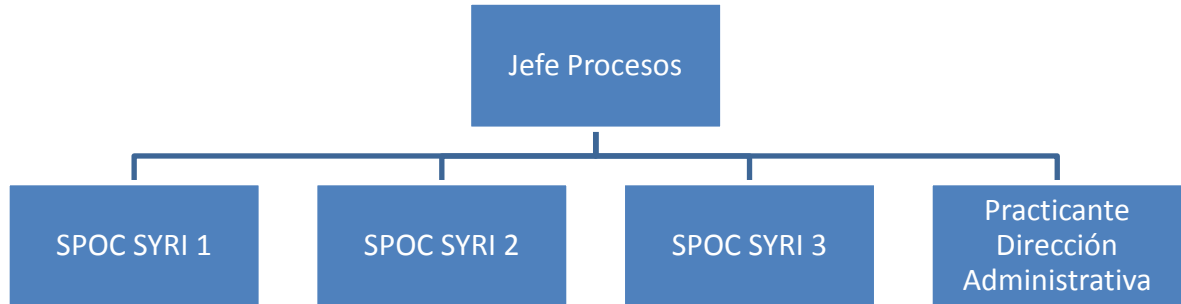 Jefe Procesos
SPOC SYRI 1
SPOC SYRI 2
SPOC SYRI 3
Practicante
Dirección
Administrativa